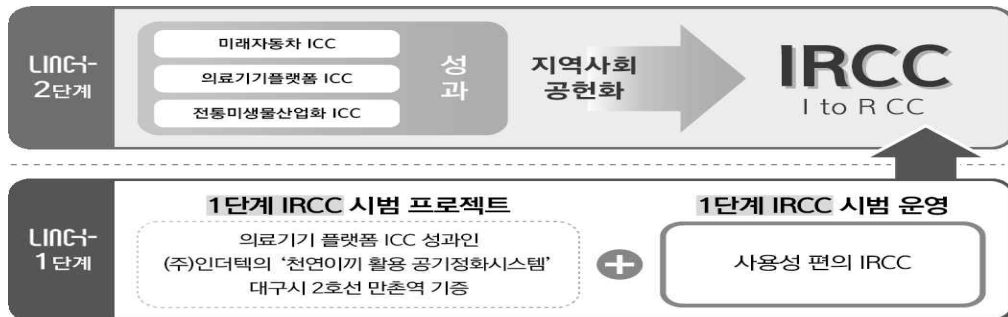 LINC+
2단계
미래자동차 ICC
의료기기플랫폼 ICC
전통미생물산업화 ICC
성
과
지역사회
공헌화
IRCC
I to R CC
LINC+
1단계
1단계 IRCC 시범 프로젝트
의료기기 플랫폼 ICC 성과인
(주)인더텍의 ‘천연이끼 활용 공기정화시스템’
대구시 2호선 만촌역 기증
+
1단계 IRCC 시범 운영
사용성 편의 IRCC